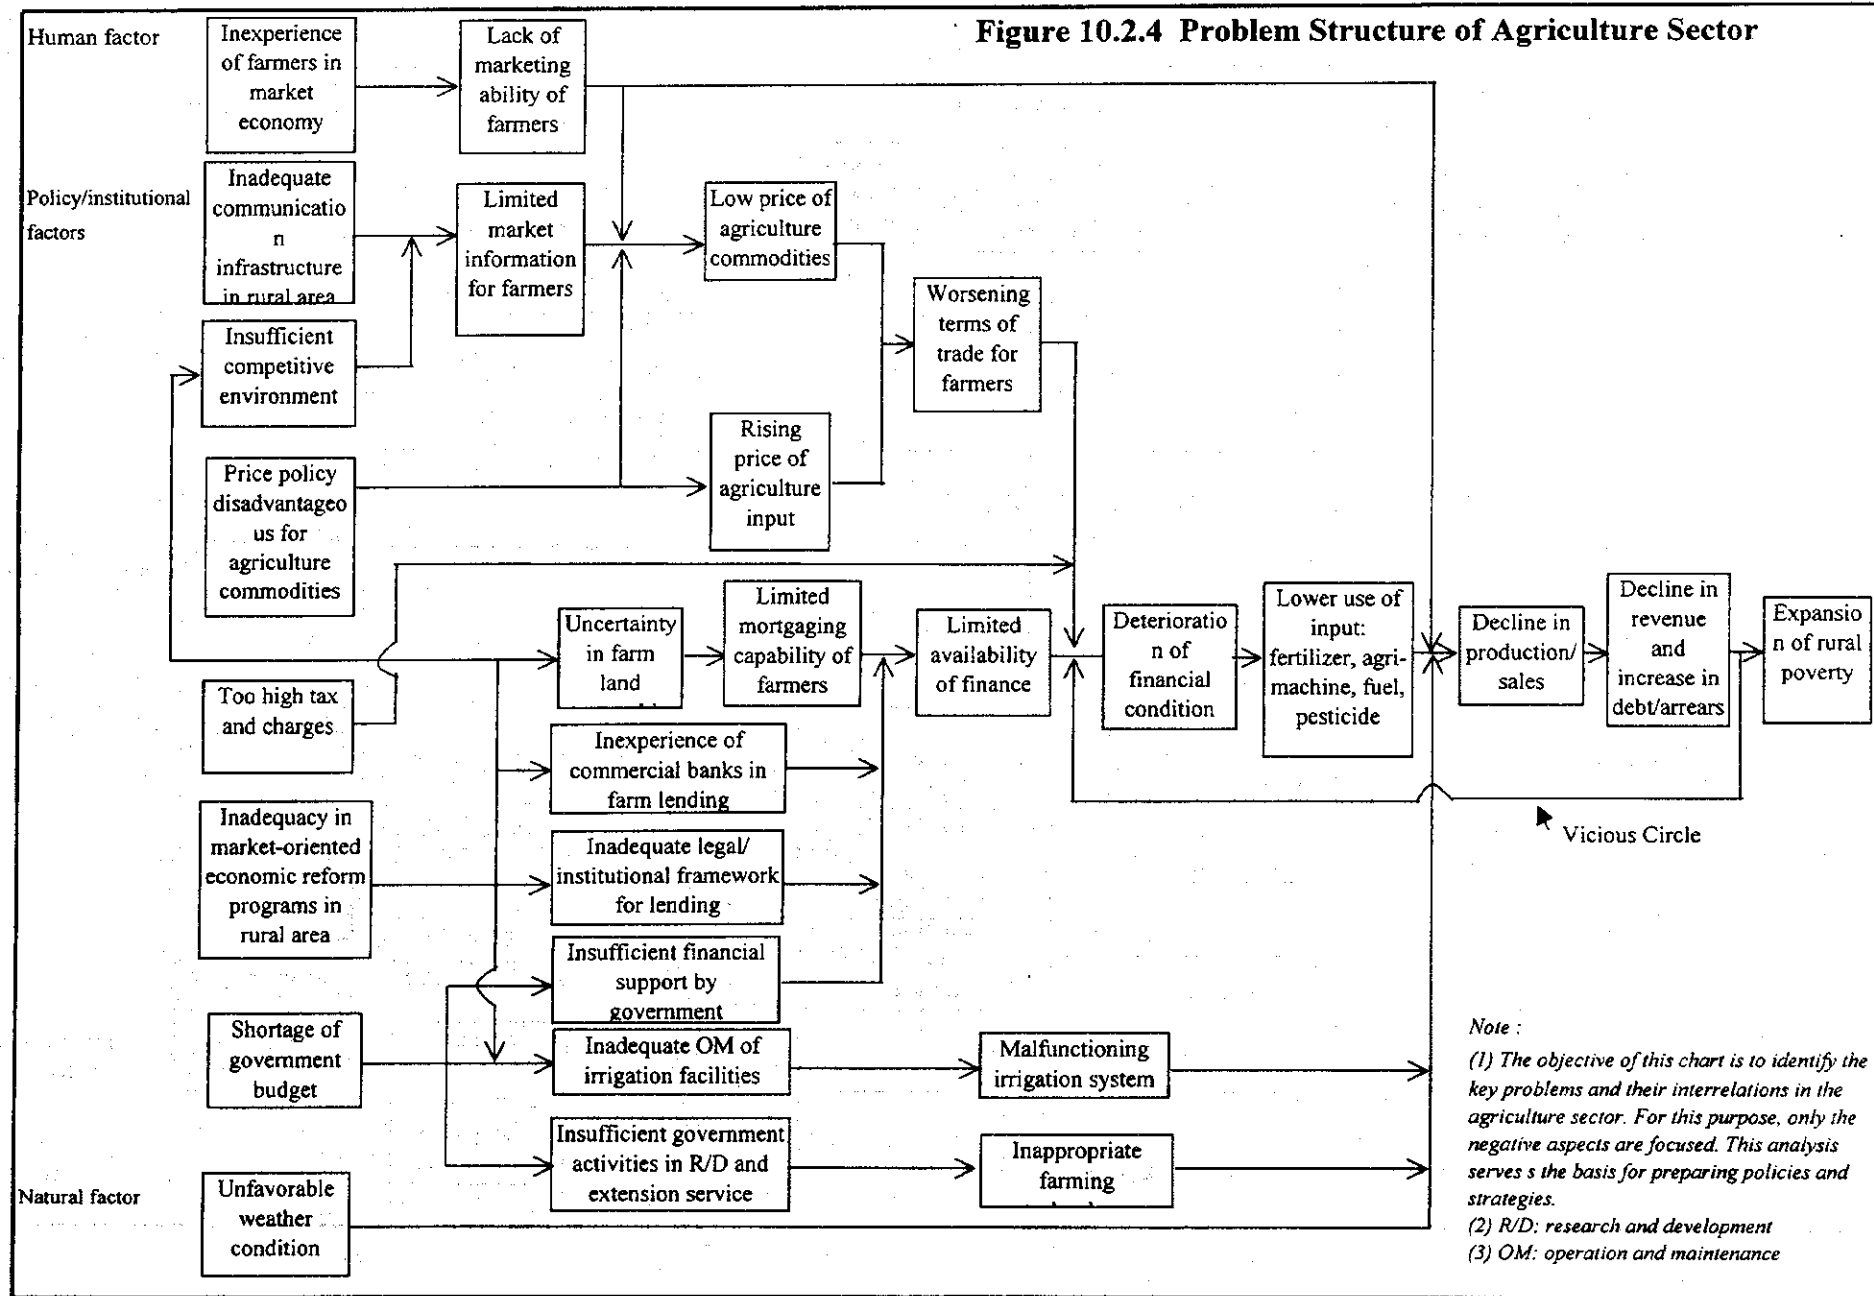 Figure 10.2.4 Problem Structure of Agriculture Sector
Human factor
Inexperience
of farmers in
market
economy
Lack of
marketing
ability of
farmers
Policy/institutional
factors
Inadequate
communicatio
n
infrastructure
in rural area
Limited
market
information
for farmers
Low price of
agriculture
commodities
Insufficient
competitive
environment
Worsening
terms of
trade for
farmers
Price policy
disadvantageo
us for
agriculture
commodities
Rising
price of
agriculture
input
Uncertainty
in farm
land
Limited
mortgaging
capability of
farmers
Limited
availability
of finance
Deterioratio
n of
financial
condition
Lower use of
input:
fertilizer, agri-
machine, fuel,
pesticide
Decline in
production/
sales
Decline in
revenue
and
increase in
debt/arrears
Expansio
n of rural
poverty
Too high tax
and charges
Inexperience of
commercial banks in
farm lending
Vicious Circle
Inadequacy in
market-oriented
economic reform
programs in
rural area
Inadequate legal/
institutional framework
for lending
Insufficient financial
support by
government
Shortage of
government
budget
Inadequate OM of
irrigation facilities
Malfunctioning
irrigation system
Insufficient government
activities in R/D and
extension service
Inappropriate
farming
Natural factor
Unfavorable
weather
condition
Note :
(1) The objective of this chart is to identify the
key problems and their interrelations in the
agriculture sector. For this purpose, only the
negative aspects are focused. This analysis
serves s the basis for preparing policies and
strategies.
(2) R/D: research and development
(3) OM: operation and maintenance